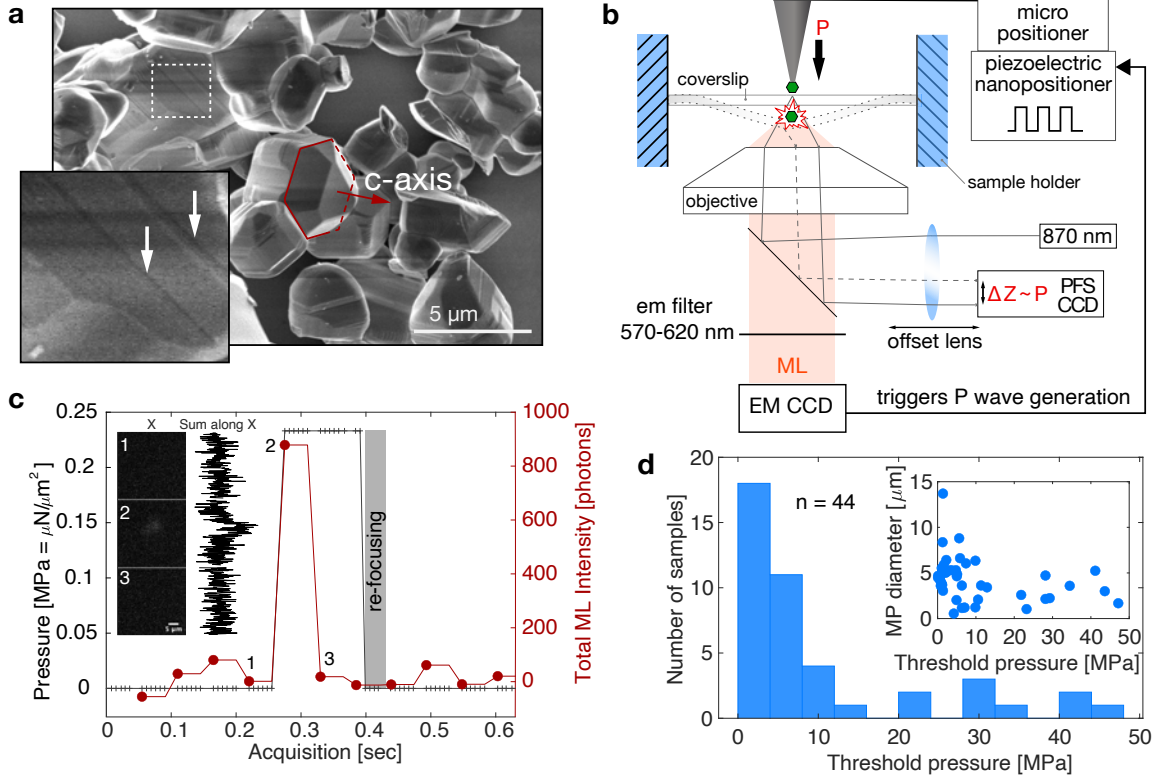 a
c-axis
5 µm
b
P
micro
positioner
piezoelectric
nanopositioner
coverslip
sample holder
objective
870 nm
ΔZ~P
PFS
CCD
offset lens
em filter
570-620 nm
ML
EM CCD
triggers P wave generation
c
Pressure [MPa = µN/µm²]
0.25
0.2
0.15
0.1
0.05
0
X
Sum along X
1
2
3
5 µm
1
2
3
re-focusing
1000
800
600
400
200
0
Total ML Intensity [photons]
0
0.1
0.2
0.3
0.4
0.5
0.6
Acquisition [sec]
d
Number of samples
20
15
10
5
0
n = 44
MP diameter [µm]
15
10
5
0
0
10
20
30
40
50
Threshold pressure [MPa]
0
10
20
30
40
50
Threshold pressure [MPa]